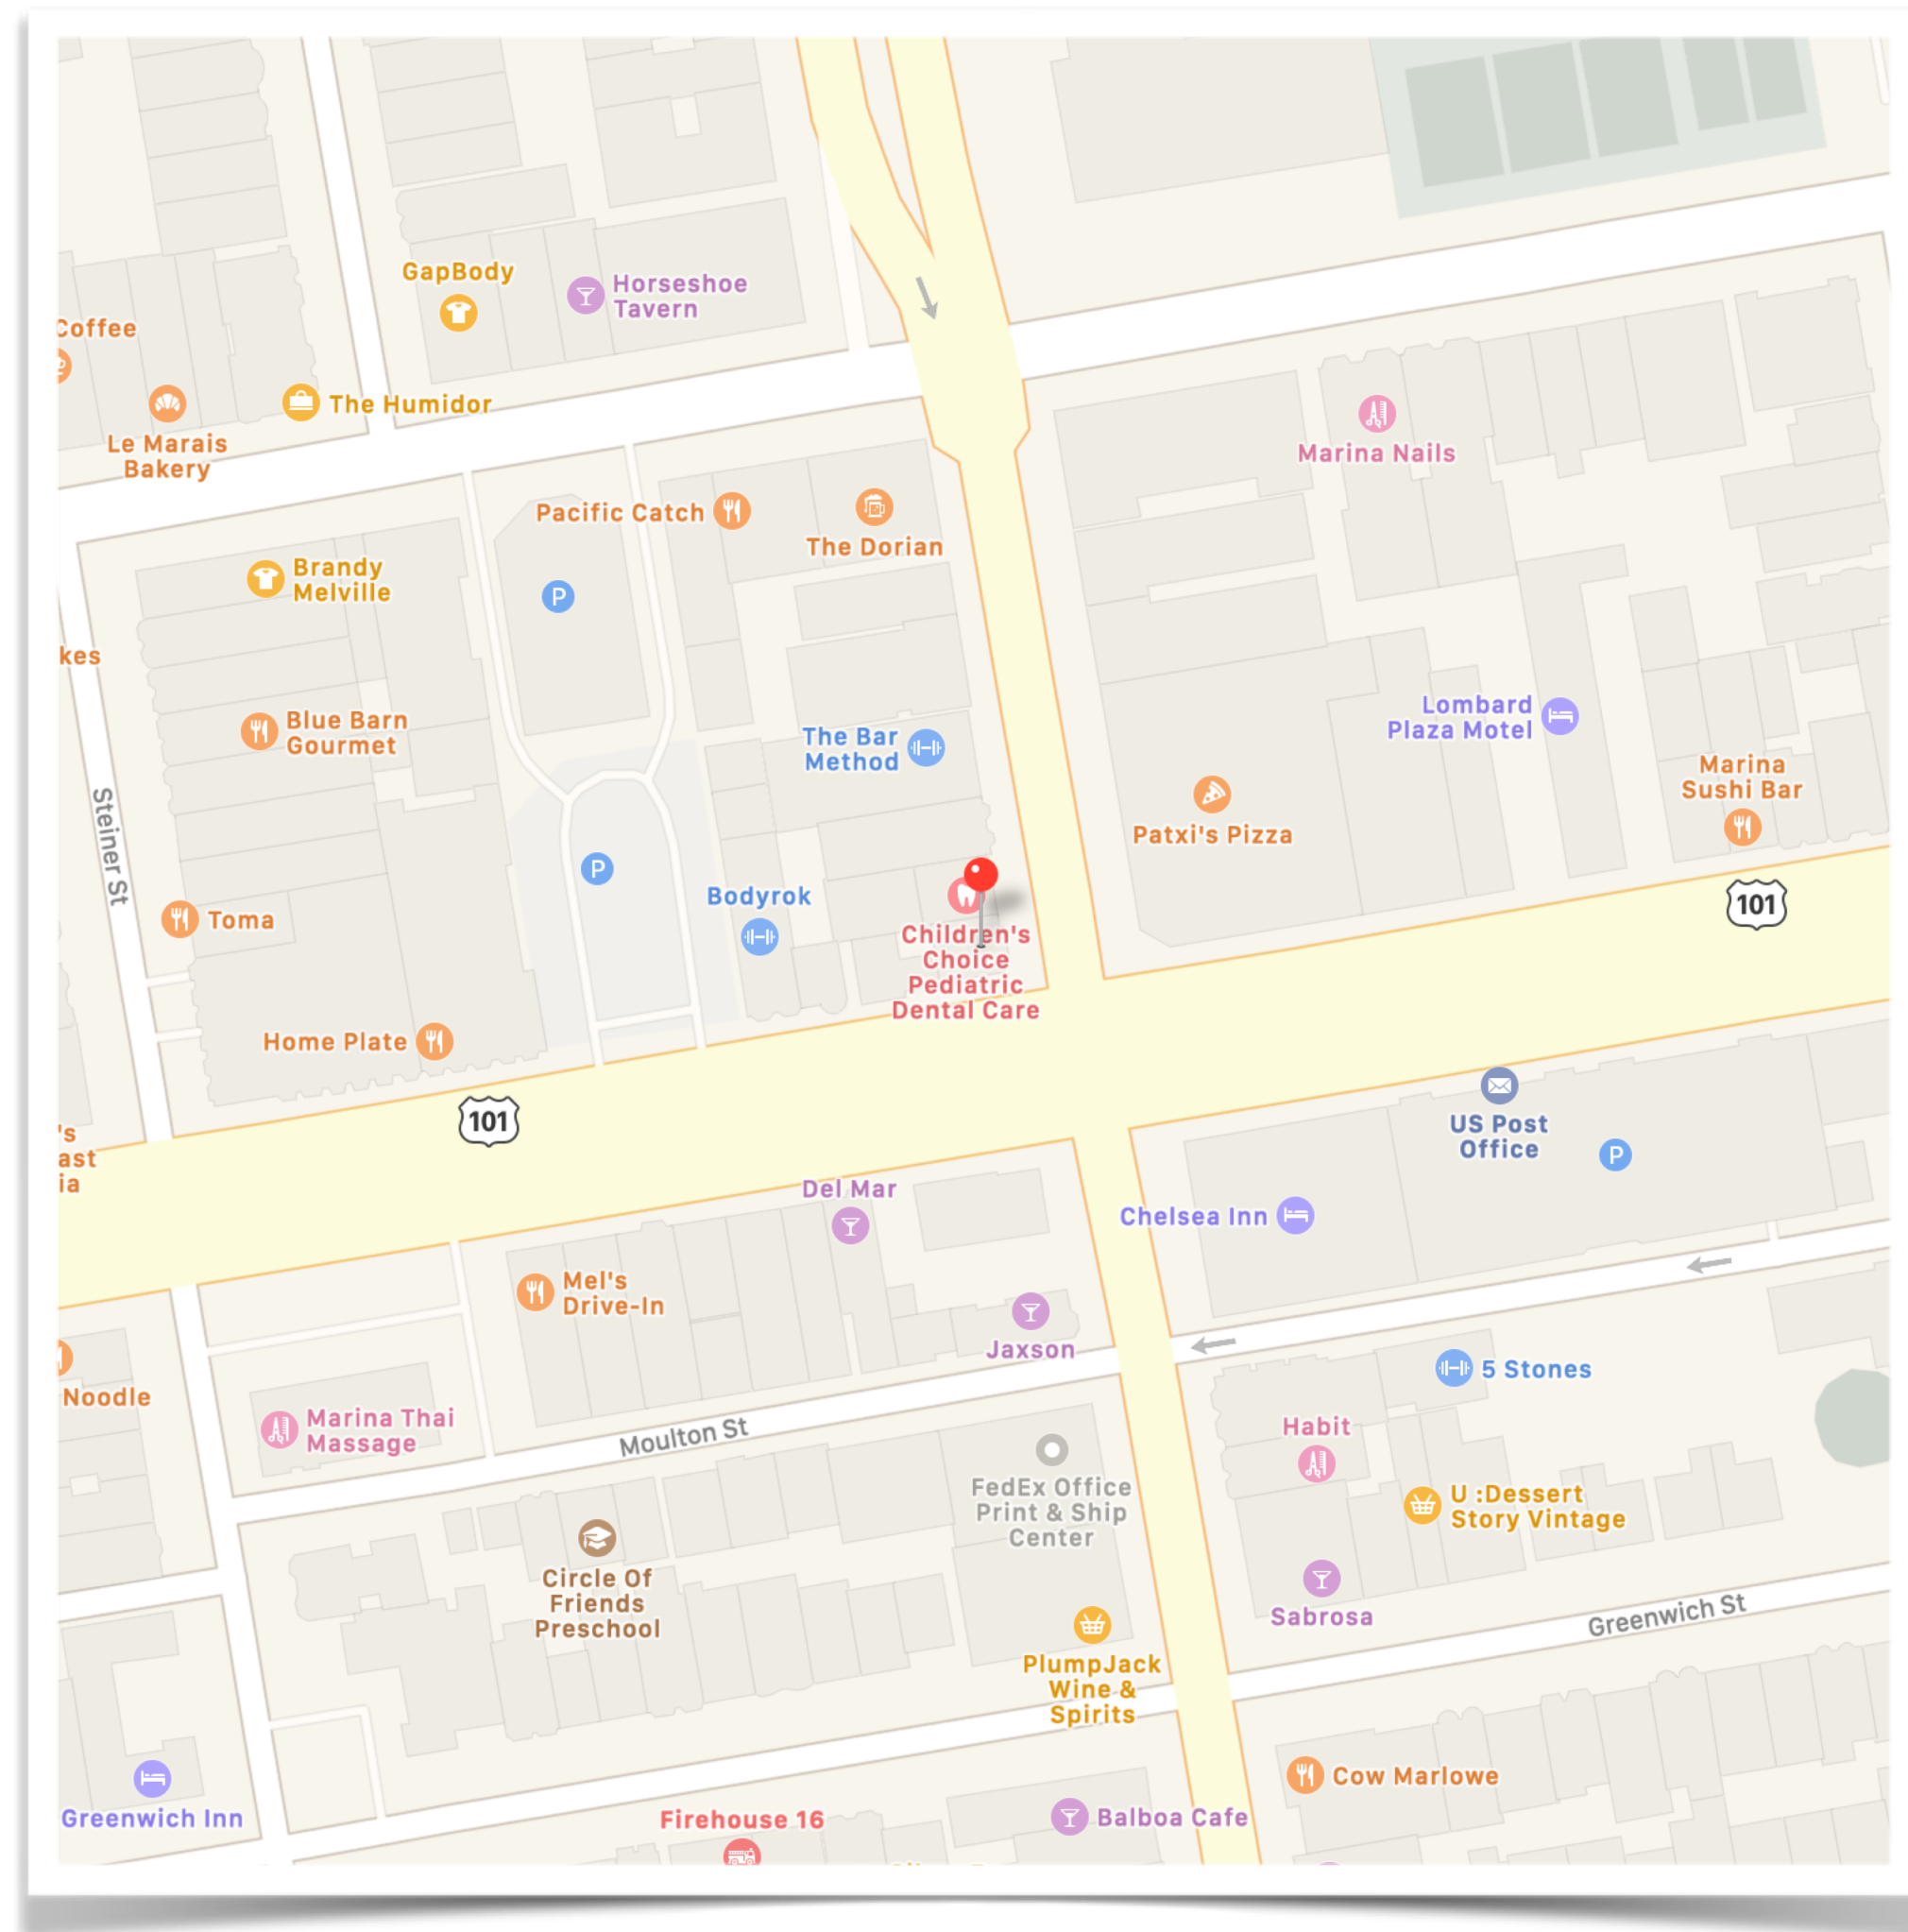 GapBody
Horseshoe
Tavern
Coffee
The Humidor
Le Marais
Bakery
Marina Nails
Pacific Catch
The Dorian
Brandy
Melville
P
kes
Blue Barn
Gourmet
The Bar
Method
Lombard
Plaza Motel
Marina
Sushi Bar
Patxi's Pizza
Steiner St
P
Bodyrok
101
Toma
Children's
Choice
Pediatric
Dental Care
Home Plate
101
US Post
Office
P
's
ast
ia
Del Mar
Chelsea Inn
Mel's
Drive-In
Jaxson
5 Stones
Noodle
Marina Thai
Massage
Moulton St
Habit
FedEx Office
Print & Ship
Center
U :Dessert
Story Vintage
Circle Of
Friends
Preschool
Sabrosa
Greenwich St
PlumpJack
Wine &
Spirits
Cow Marlowe
Greenwich Inn
Firehouse 16
Balboa Cafe